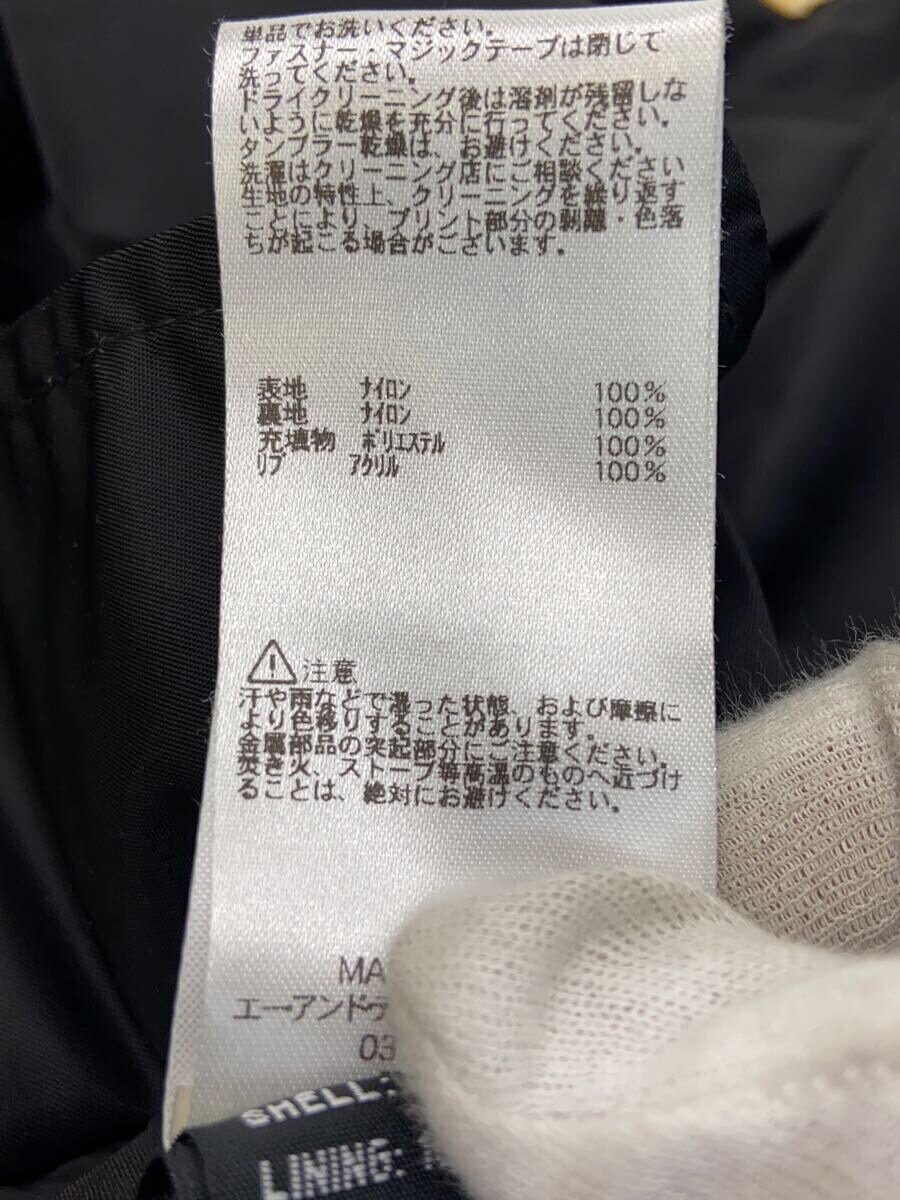 単品でお洗いください。
ファスナー・マジックテープは閉じて
洗ってください。
ドライクリーニング後は溶剤が残留しな
いように乾燥を充分に行ってください。
タンブラー乾燥は、お避けください。
洗濯はクリーニング店にご相談ください
生地の特性上、クリーニングを繰り返す
ことにより、プリント部分の剥離・色落
ちが起こる場合がございます。
表地 ナイロン 100%
裏地 ナイロン 100%
充填物 ポリエステル 100%
リブ アクリル 100%
注意
汗や雨などで湿った状態、および摩擦に
より色移りすることがあります。
金属部品の突起部分にご注意ください。
焚き火、ストーブ等高温のものへ近づけ
ることは、絶対にお避けください。
MA
エーアンド
03
SHELL:
LINING: